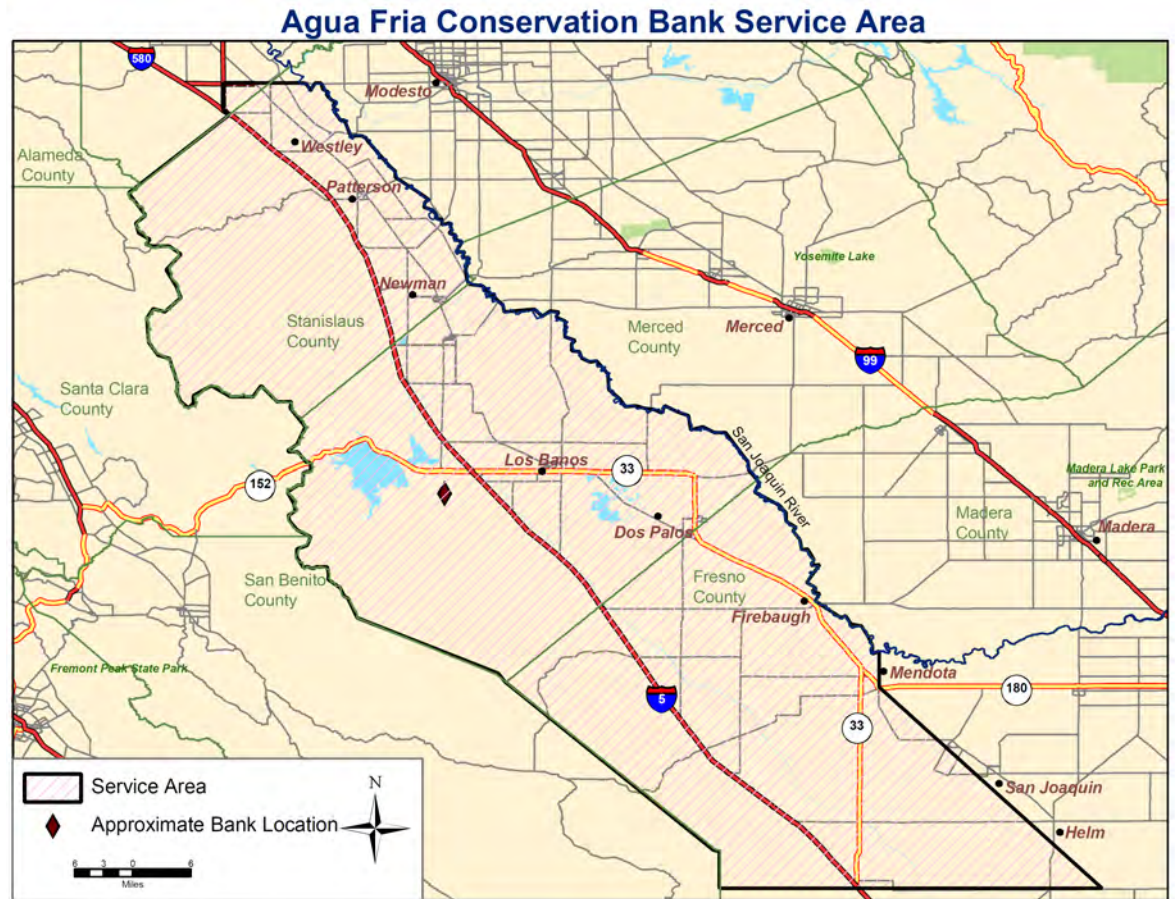 Agua Fria Conservation Bank Service Area
580
Modesto
Westley
Alameda
County
Patterson
Yosemite Lake
Newman
Stanislaus
County
Merced
County
Merced
99
Santa Clara
County
San Joaquin River
Los Banos
33
152
Madera Lake Park
and Rec Area
Dos Palos
Madera
County
Madera
San Benito
County
Fresno
County
Firebaugh
Fremont Peak State Park
Mendota
5
180
33
San Joaquin
Helm
Service Area
N
Approximate Bank Location
6 3 0 6
Miles